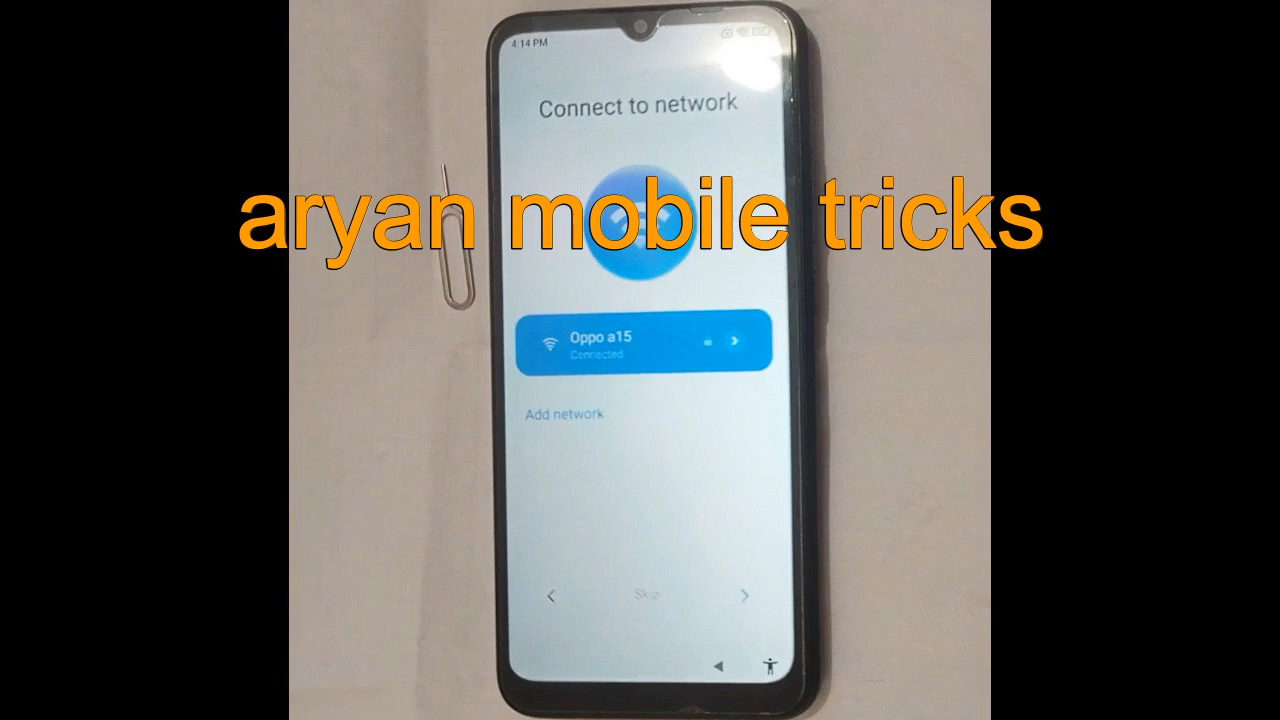 4:14 PM
Connect to network
aryan mobile tricks
Oppo a15
Connected
Add network
Skip